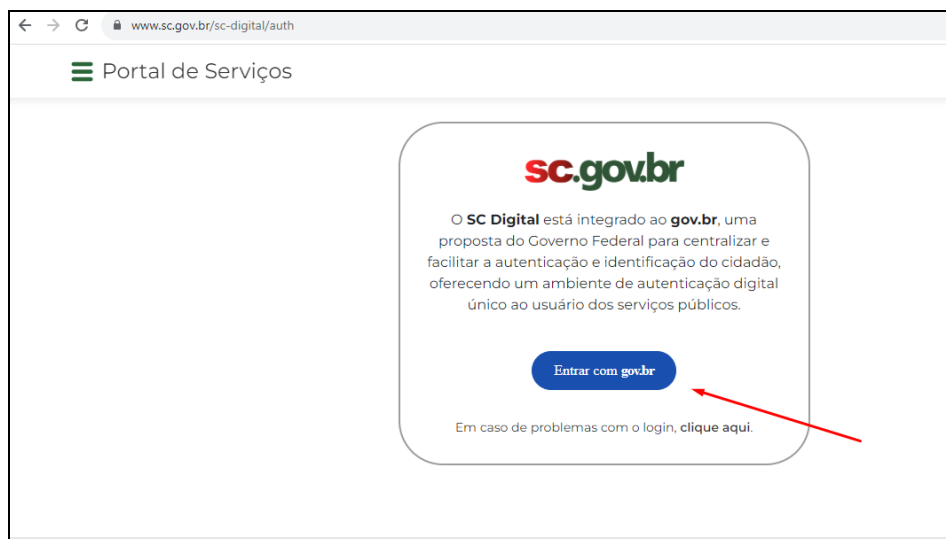 www.sc.gov.br/sc-digital/auth
Portal de Serviços
sc.gov.br
O SC Digital está integrado ao gov.br, uma
proposta do Governo Federal para centralizar e
facilitar a autenticação e identificação do cidadão,
oferecendo um ambiente de autenticação digital
único ao usuário dos serviços públicos.
Entrar com gov.br
Em caso de problemas com o login, clique aqui.